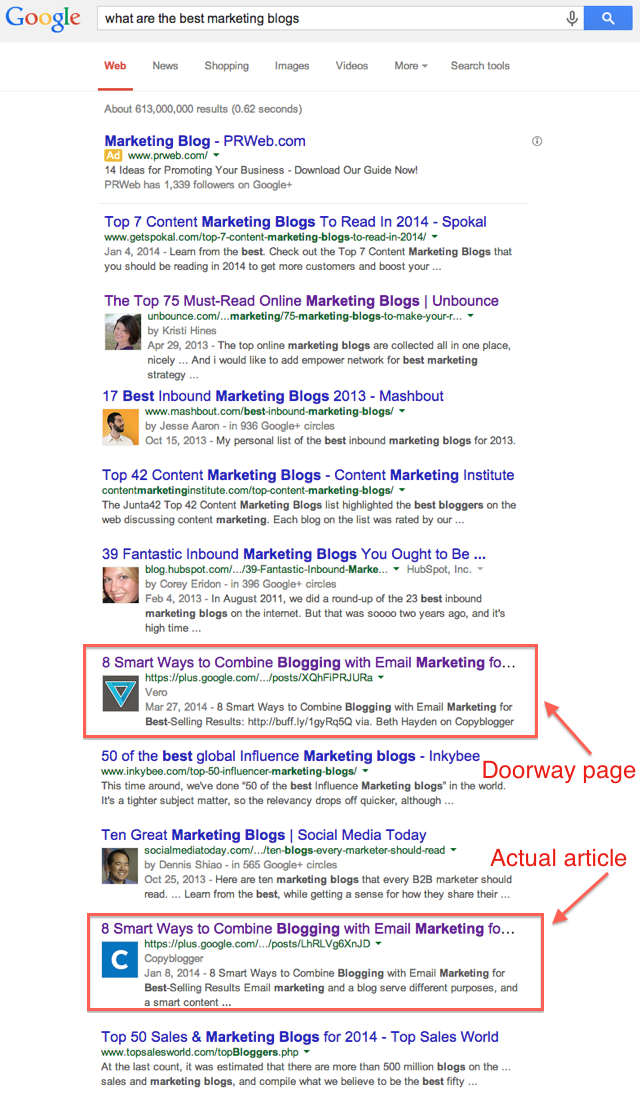 Google
what are the best marketing blogs
Web News Shopping Images Videos More Search tools
About 613,000,000 results (0.62 seconds)
Marketing Blog - PRWeb.com
Ad www.prweb.com/
14 Ideas for Promoting Your Business - Download Our Guide Now!
PRWeb has 1,339 followers on Google+
Top 7 Content Marketing Blogs To Read In 2014 - Spokal
www.getspokal.com/top-7-content-marketing-blogs-to-read-in-2014/
Jan 4, 2014 - Learn from the best. Check out the Top 7 Content Marketing Blogs that
you should be reading in 2014 to get more customers and boost your ...
The Top 75 Must-Read Online Marketing Blogs | Unbounce
unbounce.com/...marketing/75-marketing-blogs-to-make-your-r...
by Kristi Hines
Apr 29, 2013 - The top online marketing blogs are collected all in one place,
nicely ... And i would like to add empower network for best marketing
strategy ...
17 Best Inbound Marketing Blogs 2013 - Mashbout
www.mashbout.com/best-inbound-marketing-blogs/
by Jesse Aaron - in 936 Google+ circles
Oct 15, 2013 - My personal list of the best inbound marketing blogs for 2013.
Top 42 Content Marketing Blogs - Content Marketing Institute
contentmarketinginstitute.com/top-content-marketing-blogs/
The Junta42 Top 42 Content Marketing Blogs list highlighted the best bloggers on the
web discussing content marketing. Each blog on the list was rated by our ...
39 Fantastic Inbound Marketing Blogs You Ought to Be ...
blog.hubspot.com/.../39-Fantastic-Inbound-Marke... HubSpot, Inc.
by Corey Eridon - in 396 Google+ circles
Feb 4, 2013 - In August 2011, we did a round-up of the 23 best inbound
marketing blogs on the internet. But that was soooo two years ago, and it's
high time ...
8 Smart Ways to Combine Blogging with Email Marketing fo...
https://plus.google.com/.../posts/XQhFiPRJURa
Vero
Mar 27, 2014 - 8 Smart Ways to Combine Blogging with Email Marketing for
Best-Selling Results: http://buff.ly/1gyRq5Q via. Beth Hayden on Copyblogger
50 of the best global Influence Marketing blogs - Inkybee
Doorway page
www.inkybee.com/top-50-influencer-marketing-blogs/
This time around, we've done "50 of the best Influence Marketing blogs" in the world.
It's a tighter subject matter, so the relevancy drops off quicker, although ...
Ten Great Marketing Blogs | Social Media Today
socialmediatoday.com/.../ten-blogs-every-marketer-should-read
Actual article
by Dennis Shiao - in 565 Google+ circles
Oct 25, 2013 - Here are ten marketing blogs that every B2B marketer should
read. ... Learn from the best, while getting a sense for how they share their ...
8 Smart Ways to Combine Blogging with Email Marketing fo...
https://plus.google.com/.../posts/LhRLVg6XnJD
C
Copyblogger
Jan 8, 2014 - 8 Smart Ways to Combine Blogging with Email Marketing for
Best-Selling Results Email marketing and a blog serve different purposes, and
a smart content ...
Top 50 Sales & Marketing Blogs for 2014 - Top Sales World
www.topsalesworld.com/topBloggers.php
At the last count, it was estimated that there are more than 500 million blogs on the ...
sales and marketing blogs, and compile what we believe to be the best fifty ...